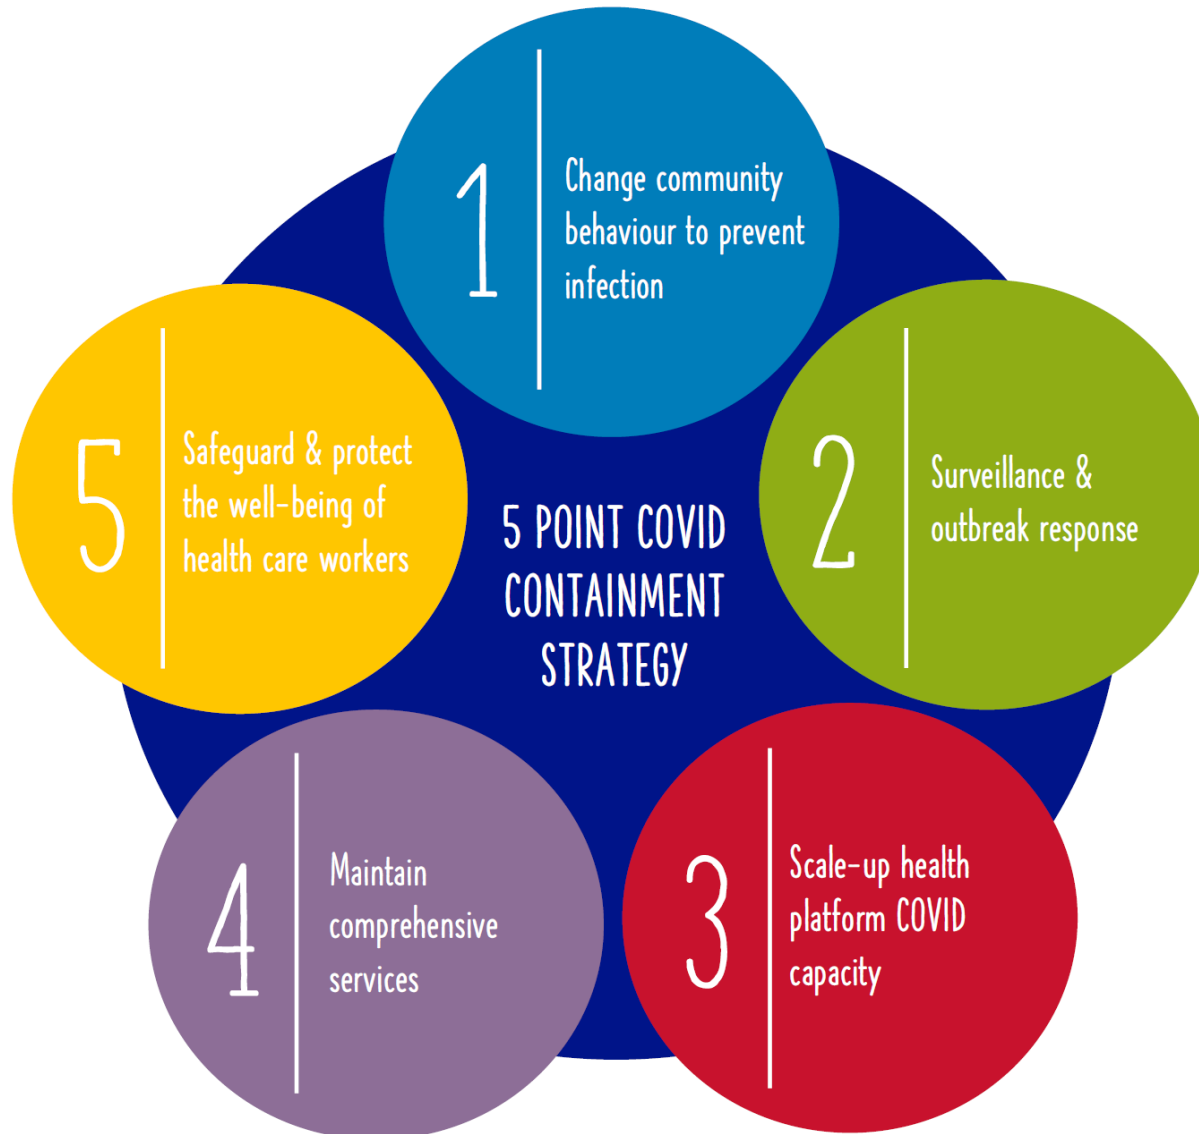 1
Change community
behaviour to prevent
infection
2
Surveillance &
outbreak response
3
Scale-up health
platform COVID
capacity
4
Maintain
comprehensive
services
5
Safeguard & protect
the well-being of
health care workers
5 POINT COVID
CONTAINMENT
STRATEGY